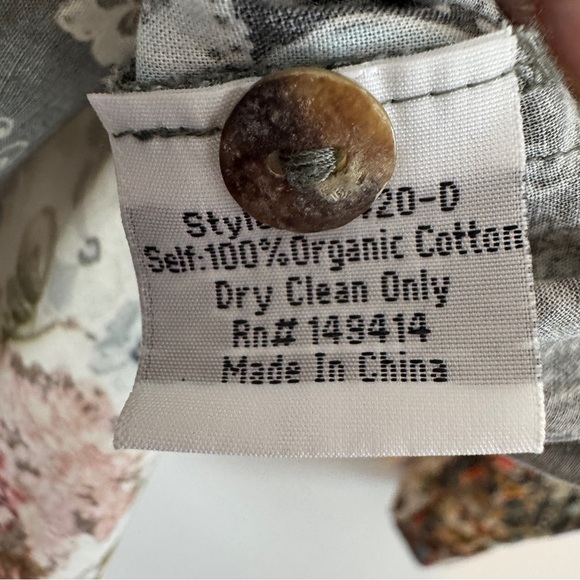 20-D
Self:100%Organic Cotton
Dry Clean Only
Rn# 149414
Made In China